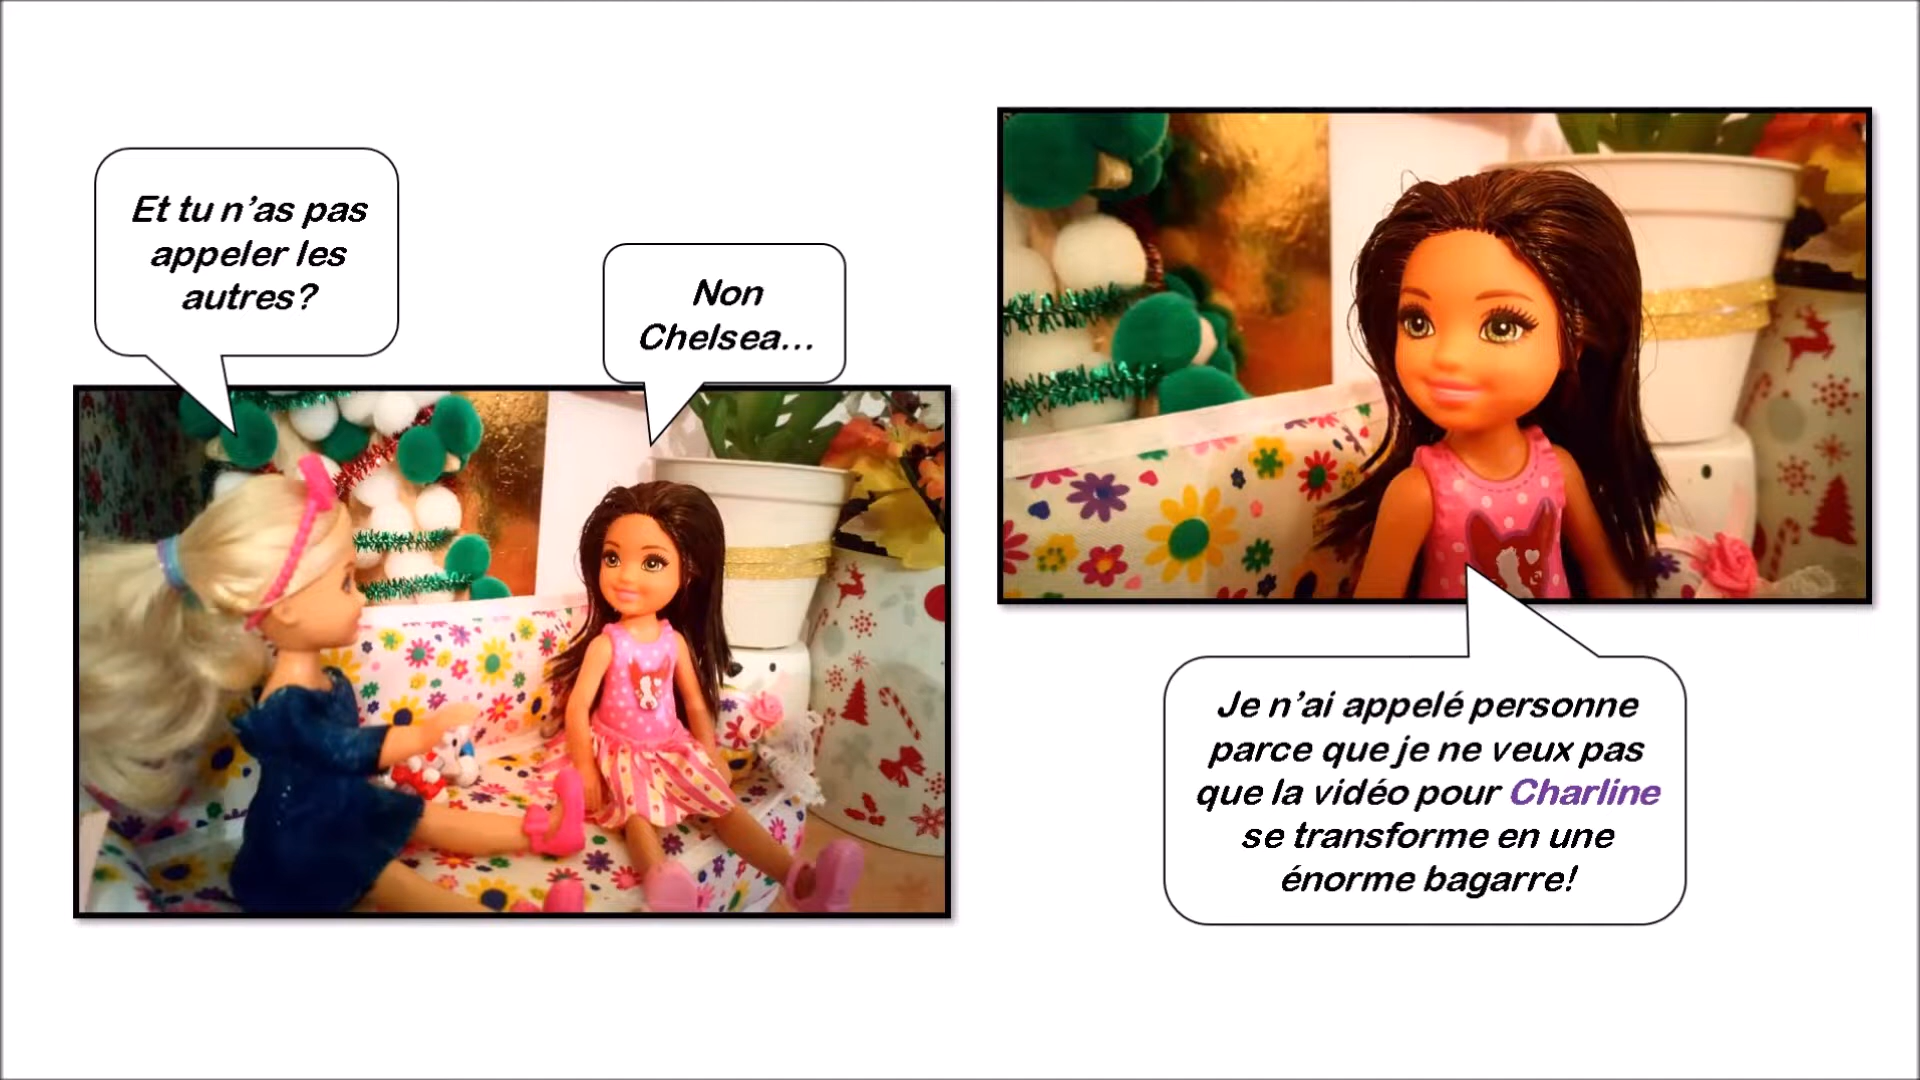 Et tu n’as pas
appeler les
autres?
Non
Chelsea...
Je n’ai appelé personne
parce que je ne veux pas
que la vidéo pour Charline
se transforme en une
énorme bagarre!